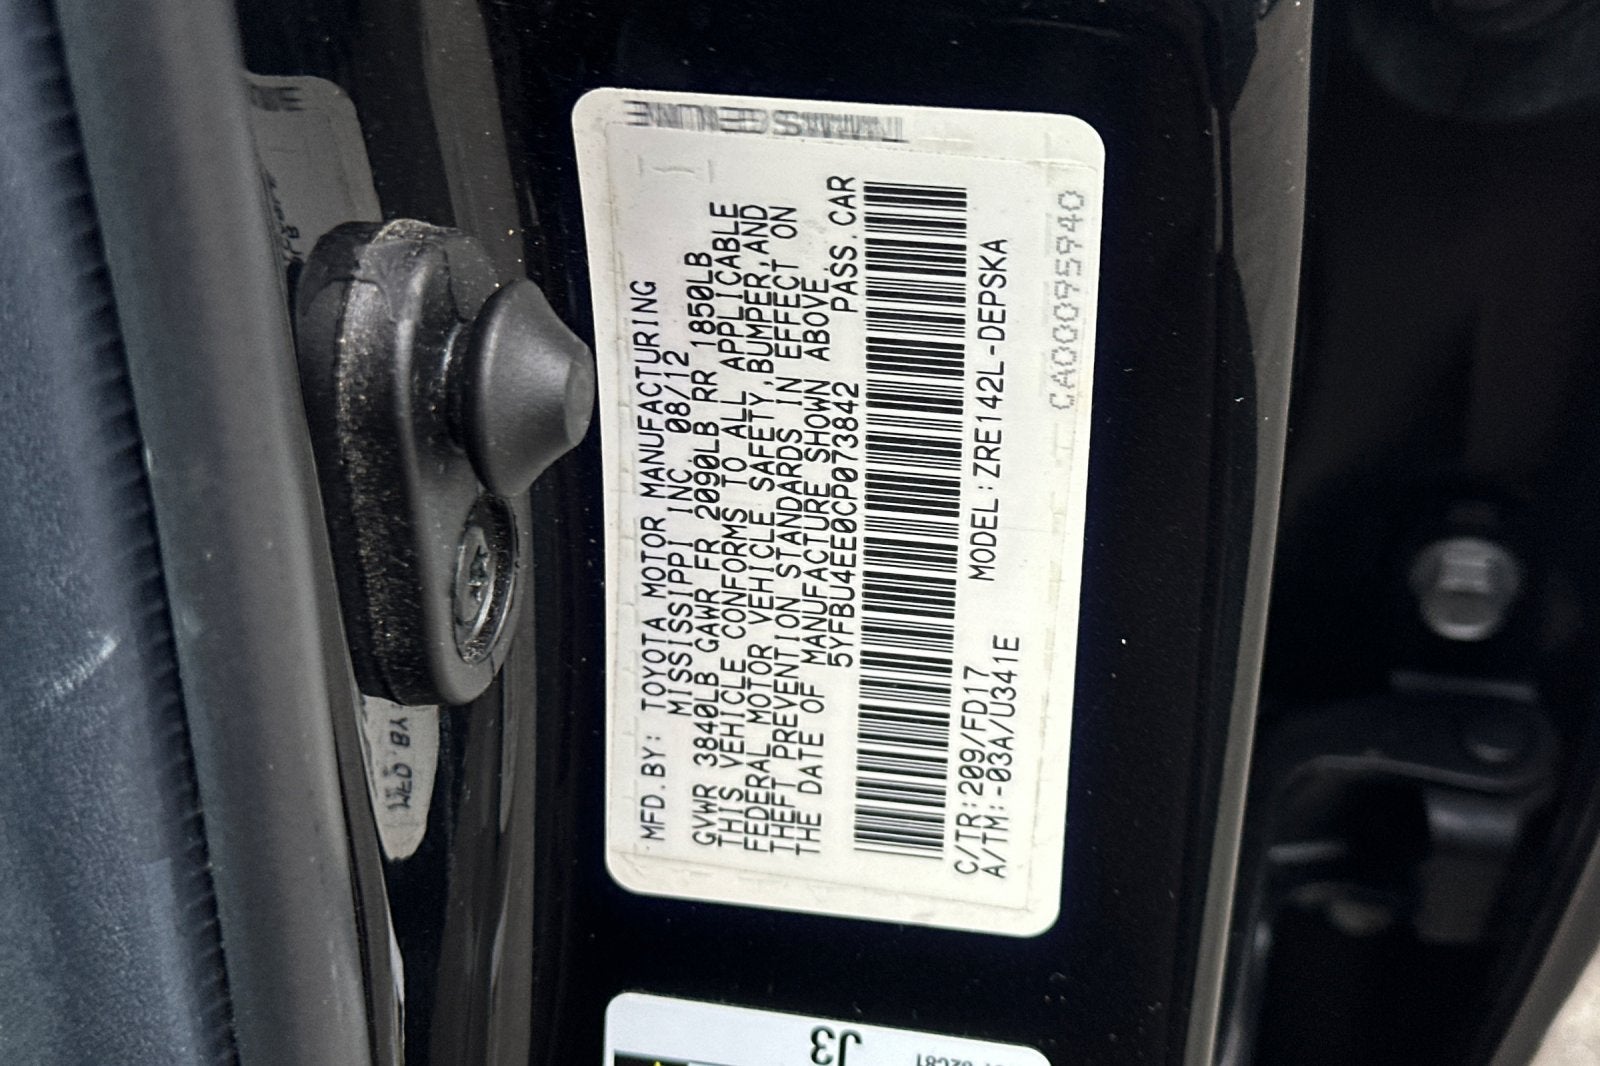 MFD.BY: TOYOTA MOTOR MANUFACTURING
MISSISSIPPI INC. 08/12
GVWR 3840LB GAWR FR 2090LB RR 1850LB
THIS VEHICLE CONFORMS TO ALL APPLICABLE
FEDERAL MOTOR VEHICLE SAFETY,BUMPER,AND
THEFT PREVENTION STANDARDS IN EFFECT ON
THE DATE OF MANUFACTURE SHOWN ABOVE.
5YFBU4EE0CP073842 PASS.CAR
C/TR:209/FD17 MODEL:ZRE142L-DEPSKA
A/TM:-03A/U341E
CA0095940
J3